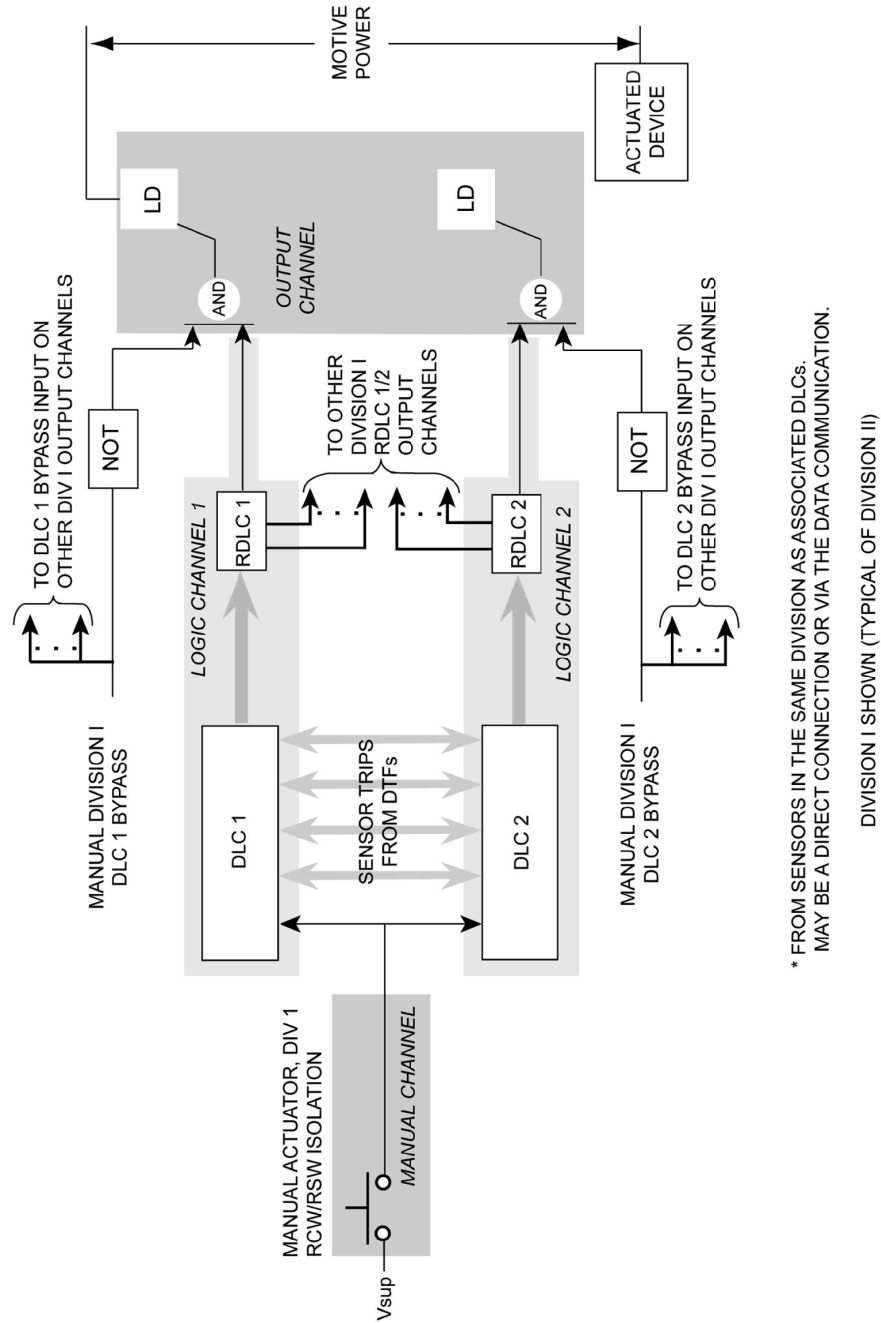 TO DLC 1 BYPASS INPUT ON
OTHER DIV I OUTPUT CHANNELS
MANUAL DIVISION I
DLC 1 BYPASS
NOT
MOTIVE
POWER
LD
AND
OUTPUT
CHANNEL
LOGIC CHANNEL 1
DLC 1
RDLC 1
MANUAL ACTUATOR, DIV 1
RCW/RSW ISOLATION
MANUAL CHANNEL
Vsup
SENSOR TRIPS
FROM DTFs
TO OTHER
DIVISION I
RDLC 1/2
OUTPUT
CHANNELS
DLC 2
RDLC 2
LOGIC CHANNEL 2
LD
AND
ACTUATED
DEVICE
NOT
MANUAL DIVISION I
DLC 2 BYPASS
TO DLC 2 BYPASS INPUT ON
OTHER DIV I OUTPUT CHANNELS
* FROM SENSORS IN THE SAME DIVISION AS ASSOCIATED DLCs.
MAY BE A DIRECT CONNECTION OR VIA THE DATA COMMUNICATION.
DIVISION I SHOWN (TYPICAL OF DIVISION II)